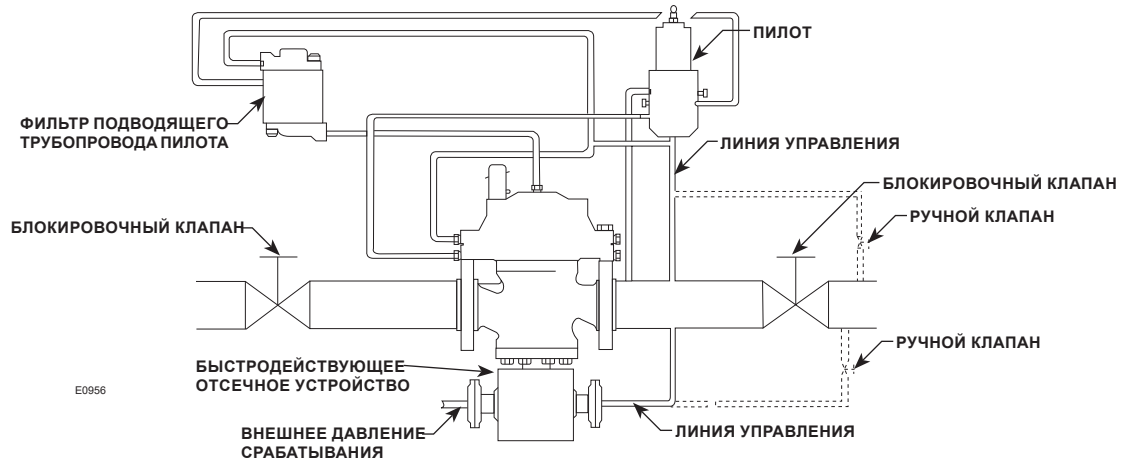 ПИЛОТ
ФИЛЬТР ПОДВОДЯЩЕГО
ТРУБОПРОВОДА ПИЛОТА
ЛИНИЯ УПРАВЛЕНИЯ
БЛОКИРОВОЧНЫЙ КЛАПАН
РУЧНОЙ КЛАПАН
БЛОКИРОВОЧНЫЙ КЛАПАН
РУЧНОЙ КЛАПАН
БЫСТРОДЕЙСТВУЮЩЕЕ
ОТСЕЧНОЕ УСТРОЙСТВО
E0956
ВНЕШНЕЕ ДАВЛЕНИЕ
СРАБАТЫВАНИЯ
ЛИНИЯ УПРАВЛЕНИЯ